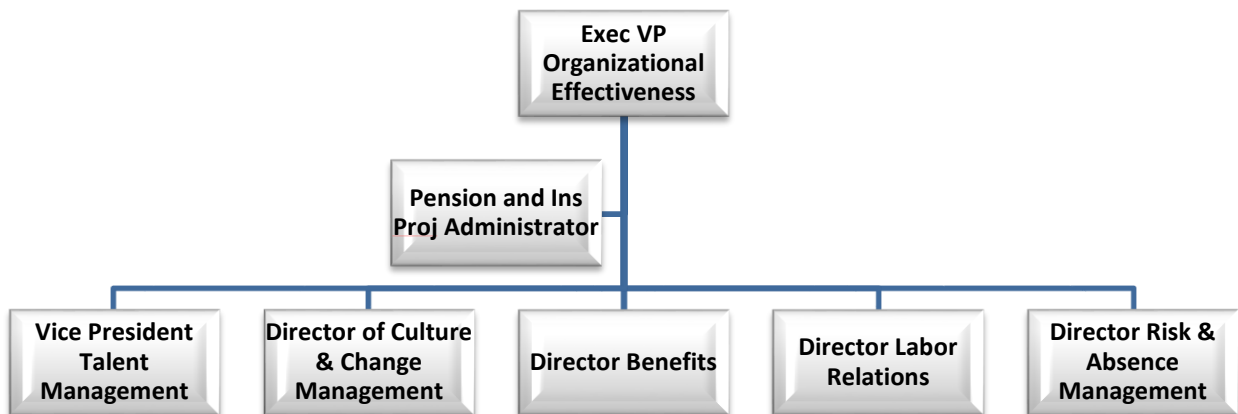 Exec VP
Organizational
Effectiveness
Pension and Ins
Proj Administrator
Vice President
Talent
Management
Director of Culture
& Change
Management
Director Benefits
Director Labor
Relations
Director Risk &
Absence
Management